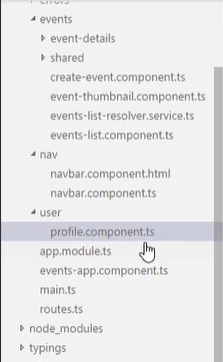 errors
events
event-details
shared
create-event.component.ts
event-thumbnail.component.ts
events-list-resolver.service.ts
events-list.component.ts
nav
navbar.component.html
navbar.component.ts
user
profile.component.ts
app.module.ts
events-app.component.ts
main.ts
routes.ts
node_modules
typings